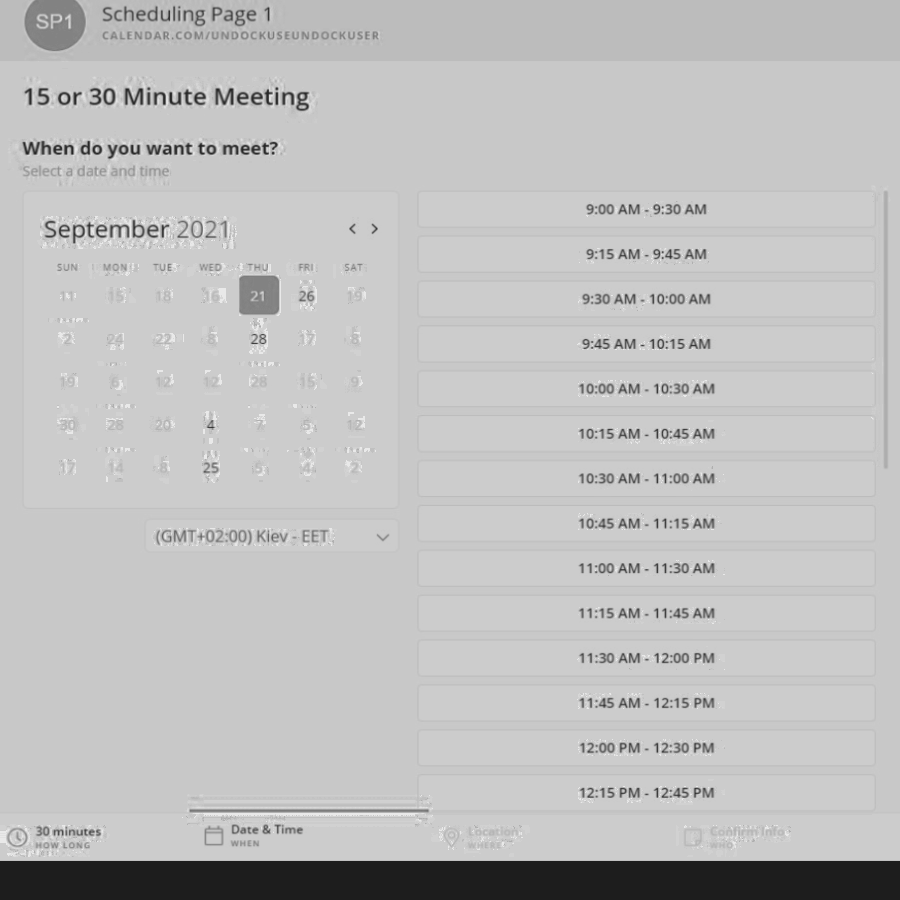 SP1
Scheduling Page 1
CALENDAR.COM/UNDOCKUSEUNDOCKUSER
15 or 30 Minute Meeting
When do you want to meet?
Select a date and time
September 2021
SUN MON TUE WED THU FRI SAT
11 15 18 16 21 26 19
2 24 22 8 28 17 8
19 6 12 12 28 15 9
30 28 20 4 7 5 12
17 14 8 25 5 4 2
(GMT+02:00) Kiev - EET
9:00 AM - 9:30 AM
9:15 AM - 9:45 AM
9:30 AM - 10:00 AM
9:45 AM - 10:15 AM
10:00 AM - 10:30 AM
10:15 AM - 10:45 AM
10:30 AM - 11:00 AM
10:45 AM - 11:15 AM
11:00 AM - 11:30 AM
11:15 AM - 11:45 AM
11:30 AM - 12:00 PM
11:45 AM - 12:15 PM
12:00 PM - 12:30 PM
12:15 PM - 12:45 PM
30 minutes
HOW LONG
Date & Time
WHEN
Location
WHERE
Confirm Info
WHO